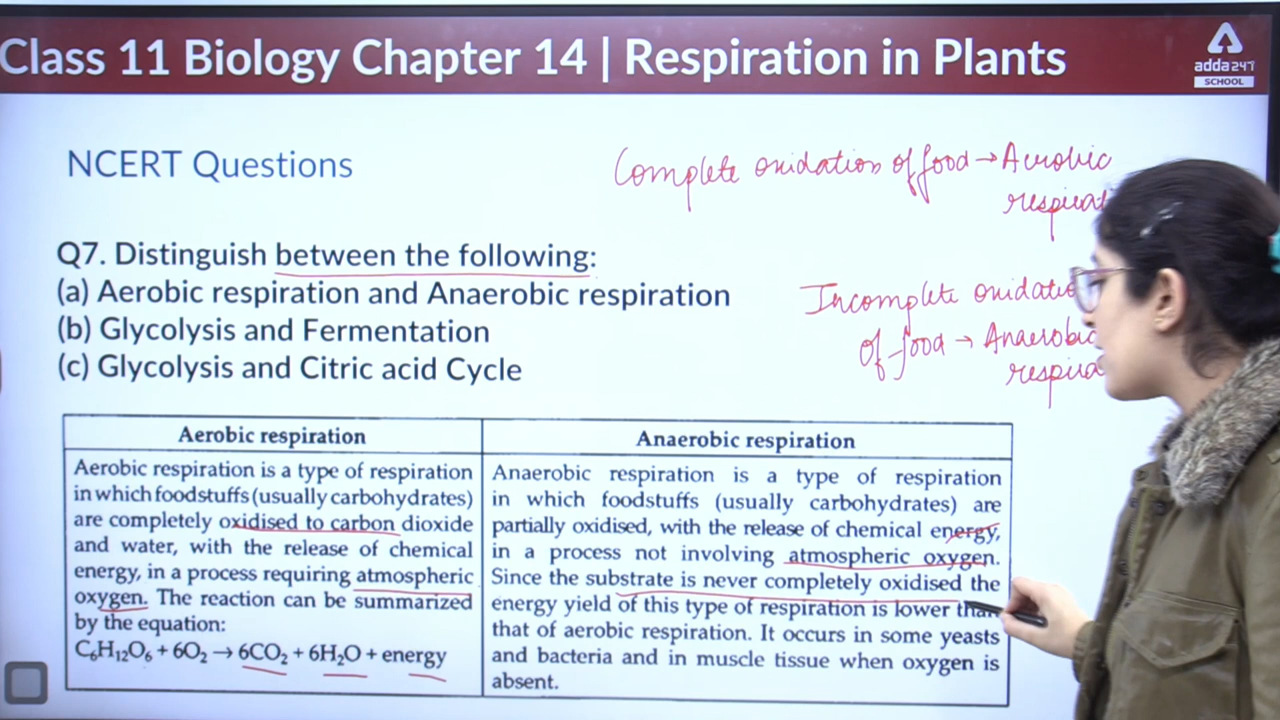 Class 11 Biology Chapter 14 | Respiration in Plants
adda247
SCHOOL
NCERT Questions
Complete oxidation of food → Aerobic
Q7. Distinguish between the following:
(a) Aerobic respiration and Anaerobic respiration
(b) Glycolysis and Fermentation
(c) Glycolysis and Citric acid Cycle
Incomplete
of food → Anaerobic
Aerobic respiration
Aerobic respiration is a type of respiration
in which foodstuffs (usually carbohydrates)
are completely oxidised to carbon dioxide
and water, with the release of chemical
energy, in a process requiring atmospheric
oxygen. The reaction can be summarized
by the equation:
C₆H₁₂O₆ + 6O₂ → 6CO₂ + 6H₂O + energy
Anaerobic respiration
Anaerobic respiration is a type of respiration
in which foodstuffs (usually carbohydrates) are
partially oxidised, with the release of chemical energy,
in a process not involving atmospheric oxygen.
Since the substrate is never completely oxidised the
energy yield of this type of respiration is lower than
that of aerobic respiration. It occurs in some yeasts
and bacteria and in muscle tissue when oxygen is
absent.